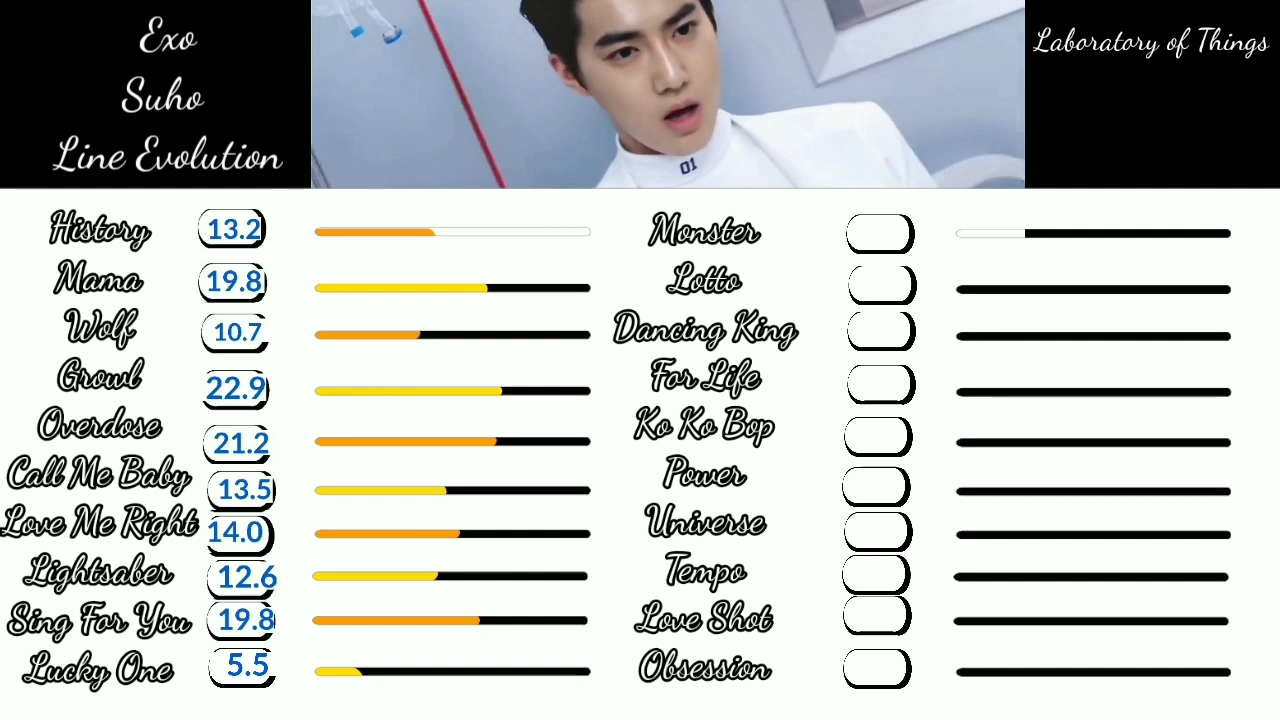 Exo
Suho
Line Evolution
01
Laboratory of Things
History 13.2
Mama 19.8
Wolf 10.7
Growl 22.9
Overdose 21.2
Call Me Baby 13.5
Love Me Right 14.0
Lightsaber 12.6
Sing For You 19.8
Lucky One 5.5
Monster
Lotto
Dancing King
For Life
Ko Ko Bop
Power
Universe
Tempo
Love Shot
Obsession